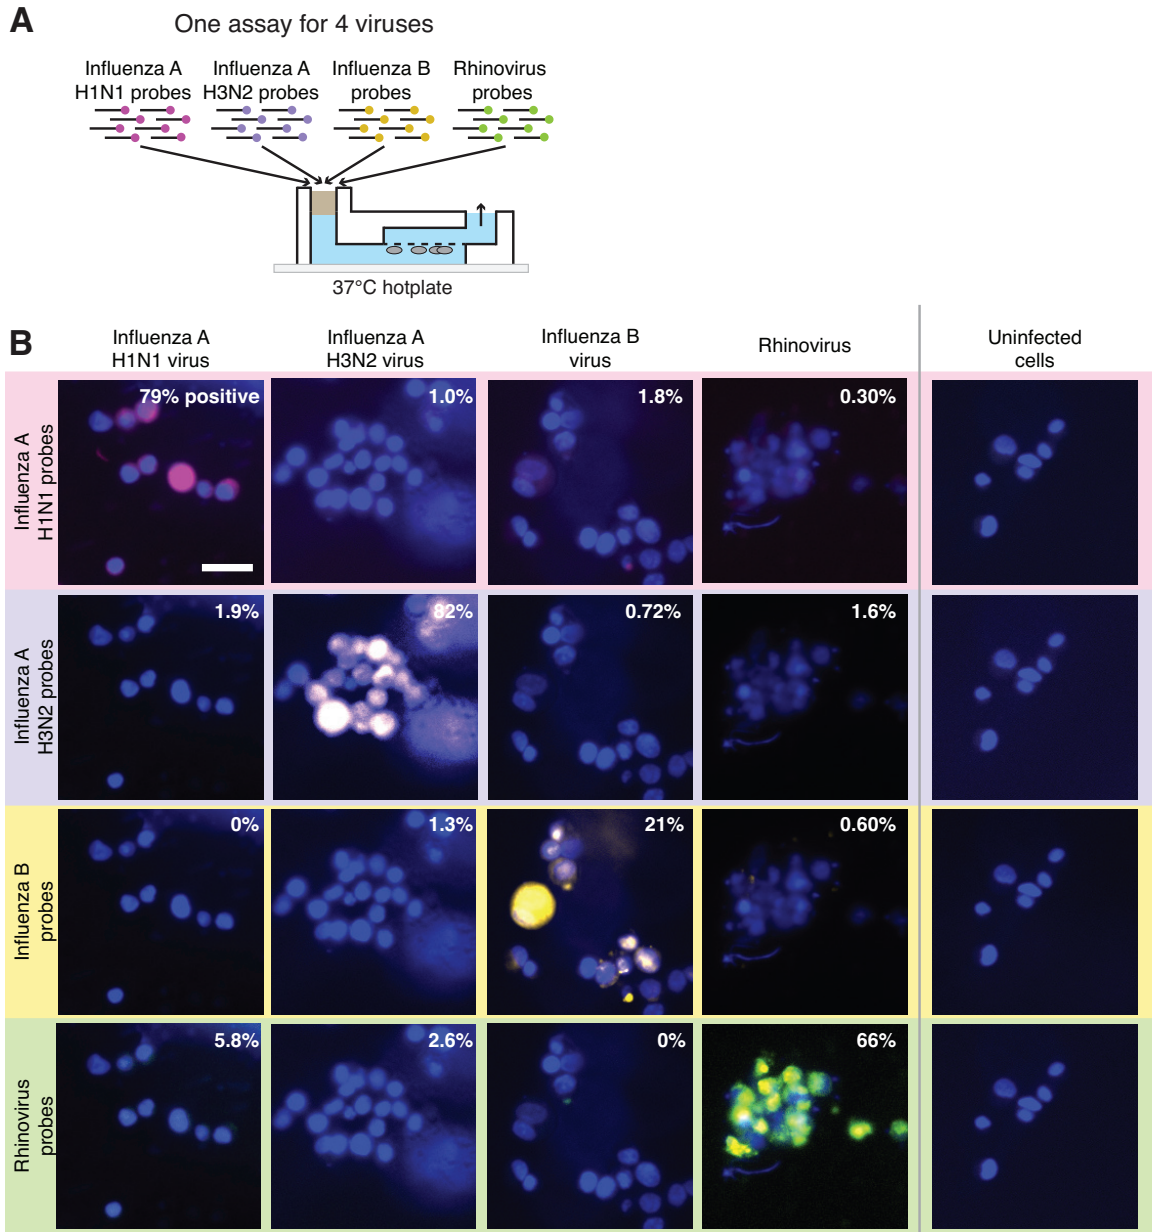 A
One assay for 4 viruses
Influenza A
H1N1 probes
Influenza A
H3N2 probes
Influenza B
probes
Rhinovirus
probes
37°C hotplate
B
Influenza A
H1N1 virus
Influenza A
H3N2 virus
Influenza B
virus
Rhinovirus
Uninfected
cells
Influenza A
H1N1 probes
79% positive
1.0%
1.8%
0.30%
Influenza A
H3N2 probes
1.9%
82%
0.72%
1.6%
Influenza B
probes
0%
1.3%
21%
0.60%
Rhinovirus
probes
5.8%
2.6%
0%
66%